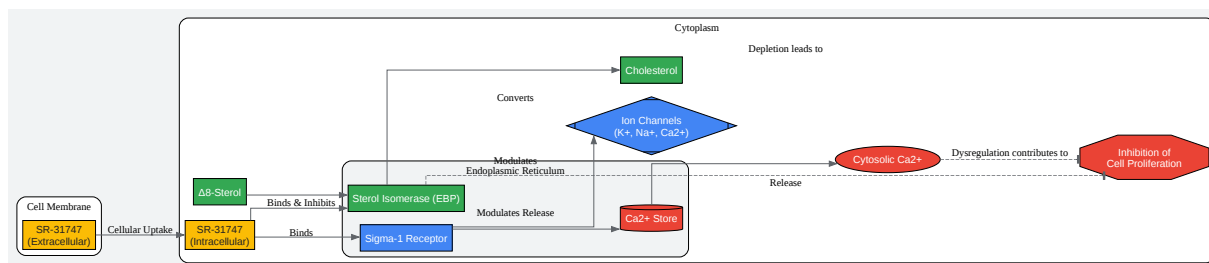 Cytoplasm
Depletion leads to
Cholesterol
Converts
Ion Channels
(K+, Na+, Ca2+)
Inhibition of
Cell Proliferation
Cytosolic Ca2+
Dysregulation contributes to
Modulates
Endoplasmic Reticulum
Release
Δ8-Sterol
Sterol Isomerase (EBP)
Binds & Inhibits
Cell Membrane
SR-31747
(Extracellular)
Cellular Uptake
SR-31747
(Intracellular)
Binds
Sigma-1 Receptor
Modulates Release
Ca2+ Store